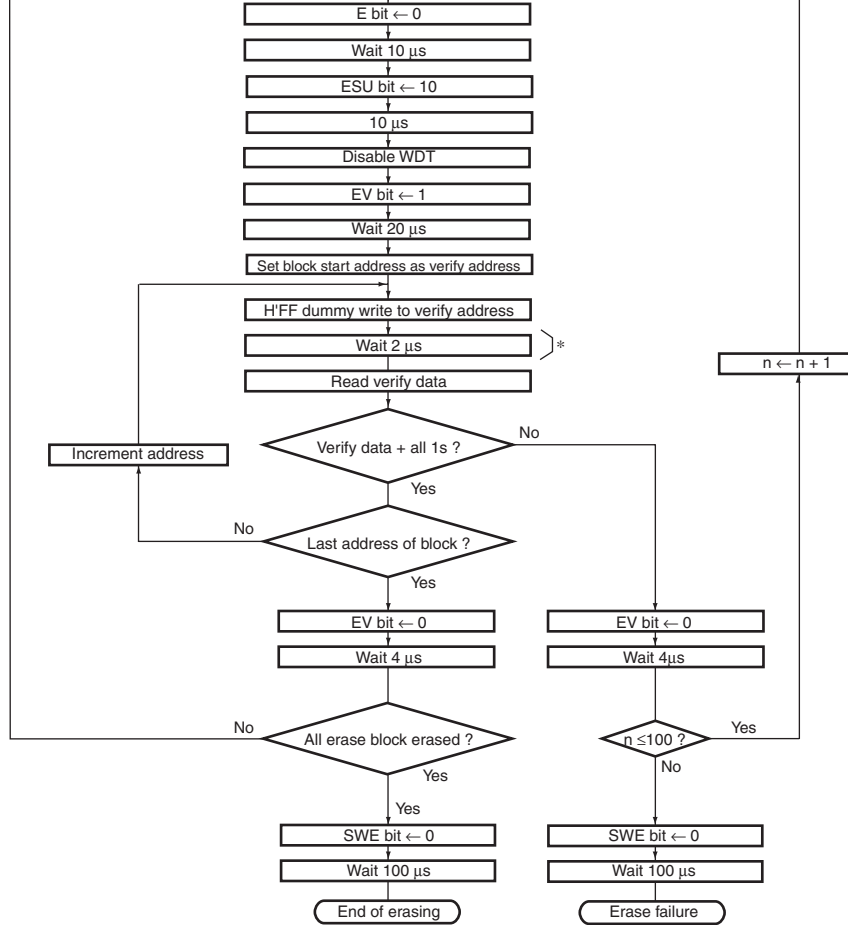 E bit ← 0
Wait 10 μs
ESU bit ← 10
10 μs
Disable WDT
EV bit ← 1
Wait 20 μs
Set block start address as verify address
H'FF dummy write to verify address
Wait 2 μs
*
Read verify data
n ← n + 1
Increment address
Verify data + all 1s ?
No
Yes
No
Last address of block ?
Yes
EV bit ← 0
EV bit ← 0
Wait 4 μs
Wait 4μs
No
All erase block erased ?
Yes
n ≤100 ?
Yes
No
Yes
SWE bit ← 0
SWE bit ← 0
Wait 100 μs
Wait 100 μs
End of erasing
Erase failure